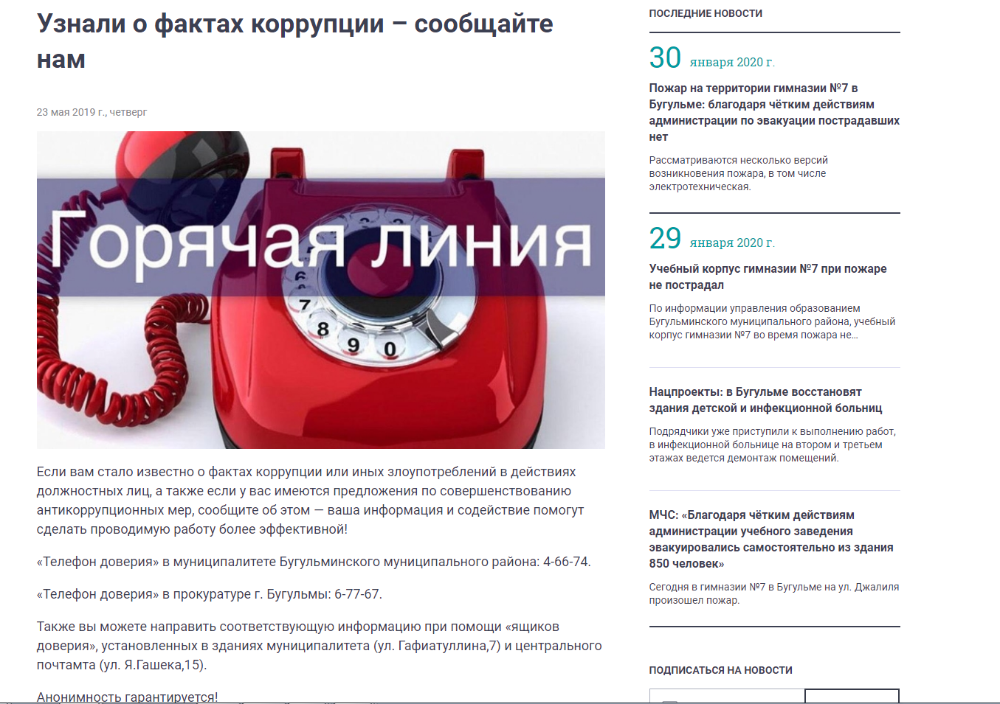 Узнали о фактах коррупции – сообщайте
нам
23 мая 2019 г., четверг
Горячая линия
6
7
8
9
0
Если вам стало известно о фактах коррупции или иных злоупотреблений в действиях
должностных лиц, а также если у вас имеются предложения по совершенствованию
антикоррупционных мер, сообщите об этом — ваша информация и содействие помогут
сделать проводимую работу более эффективной!
«Телефон доверия» в муниципалитете Бугульминского муниципального района: 4-66-74.
«Телефон доверия» в прокуратуре г. Бугульмы: 6-77-67.
Также вы можете направить соответствующую информацию при помощи «ящиков
доверия», установленных в зданиях муниципалитета (ул. Гафиатуллина,7) и центрального
почтамта (ул. Я.Гашека,15).
Анонимность гарантируется!
ПОСЛЕДНИЕ НОВОСТИ
30 января 2020 г.
Пожар на территории гимназии №7 в
Бугульме: благодаря чётким действиям
администрации по эвакуации пострадавших
нет
Рассматриваются несколько версий
возникновения пожара, в том числе
электротехническая.
29 января 2020 г.
Учебный корпус гимназии №7 при пожаре
не пострадал
По информации управления образованием
Бугульминского муниципального района, учебный
корпус гимназии №7 во время пожара не...
Нацпроекты: в Бугульме восстановят
здания детской и инфекционной больниц
Подрядчики уже приступили к выполнению работ,
в инфекционной больнице на втором и третьем
этажах ведется демонтаж помещений.
МЧС: «Благодаря чётким действиям
администрации учебного заведения
эвакуировались самостоятельно из здания
850 человек»
Сегодня в гимназии №7 в Бугульме на ул. Джалиля
произошел пожар.
ПОДПИСАТЬСЯ НА НОВОСТИ